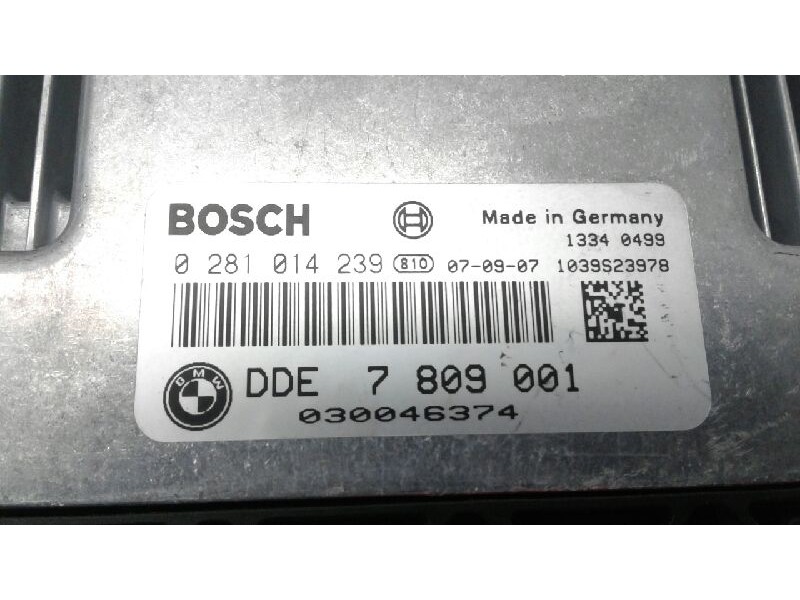 BOSCH
Made in Germany
1334 0499
0 281 014 239 810 07-09-07 1039S23978
BMW
DDE 7 809 001
030046374